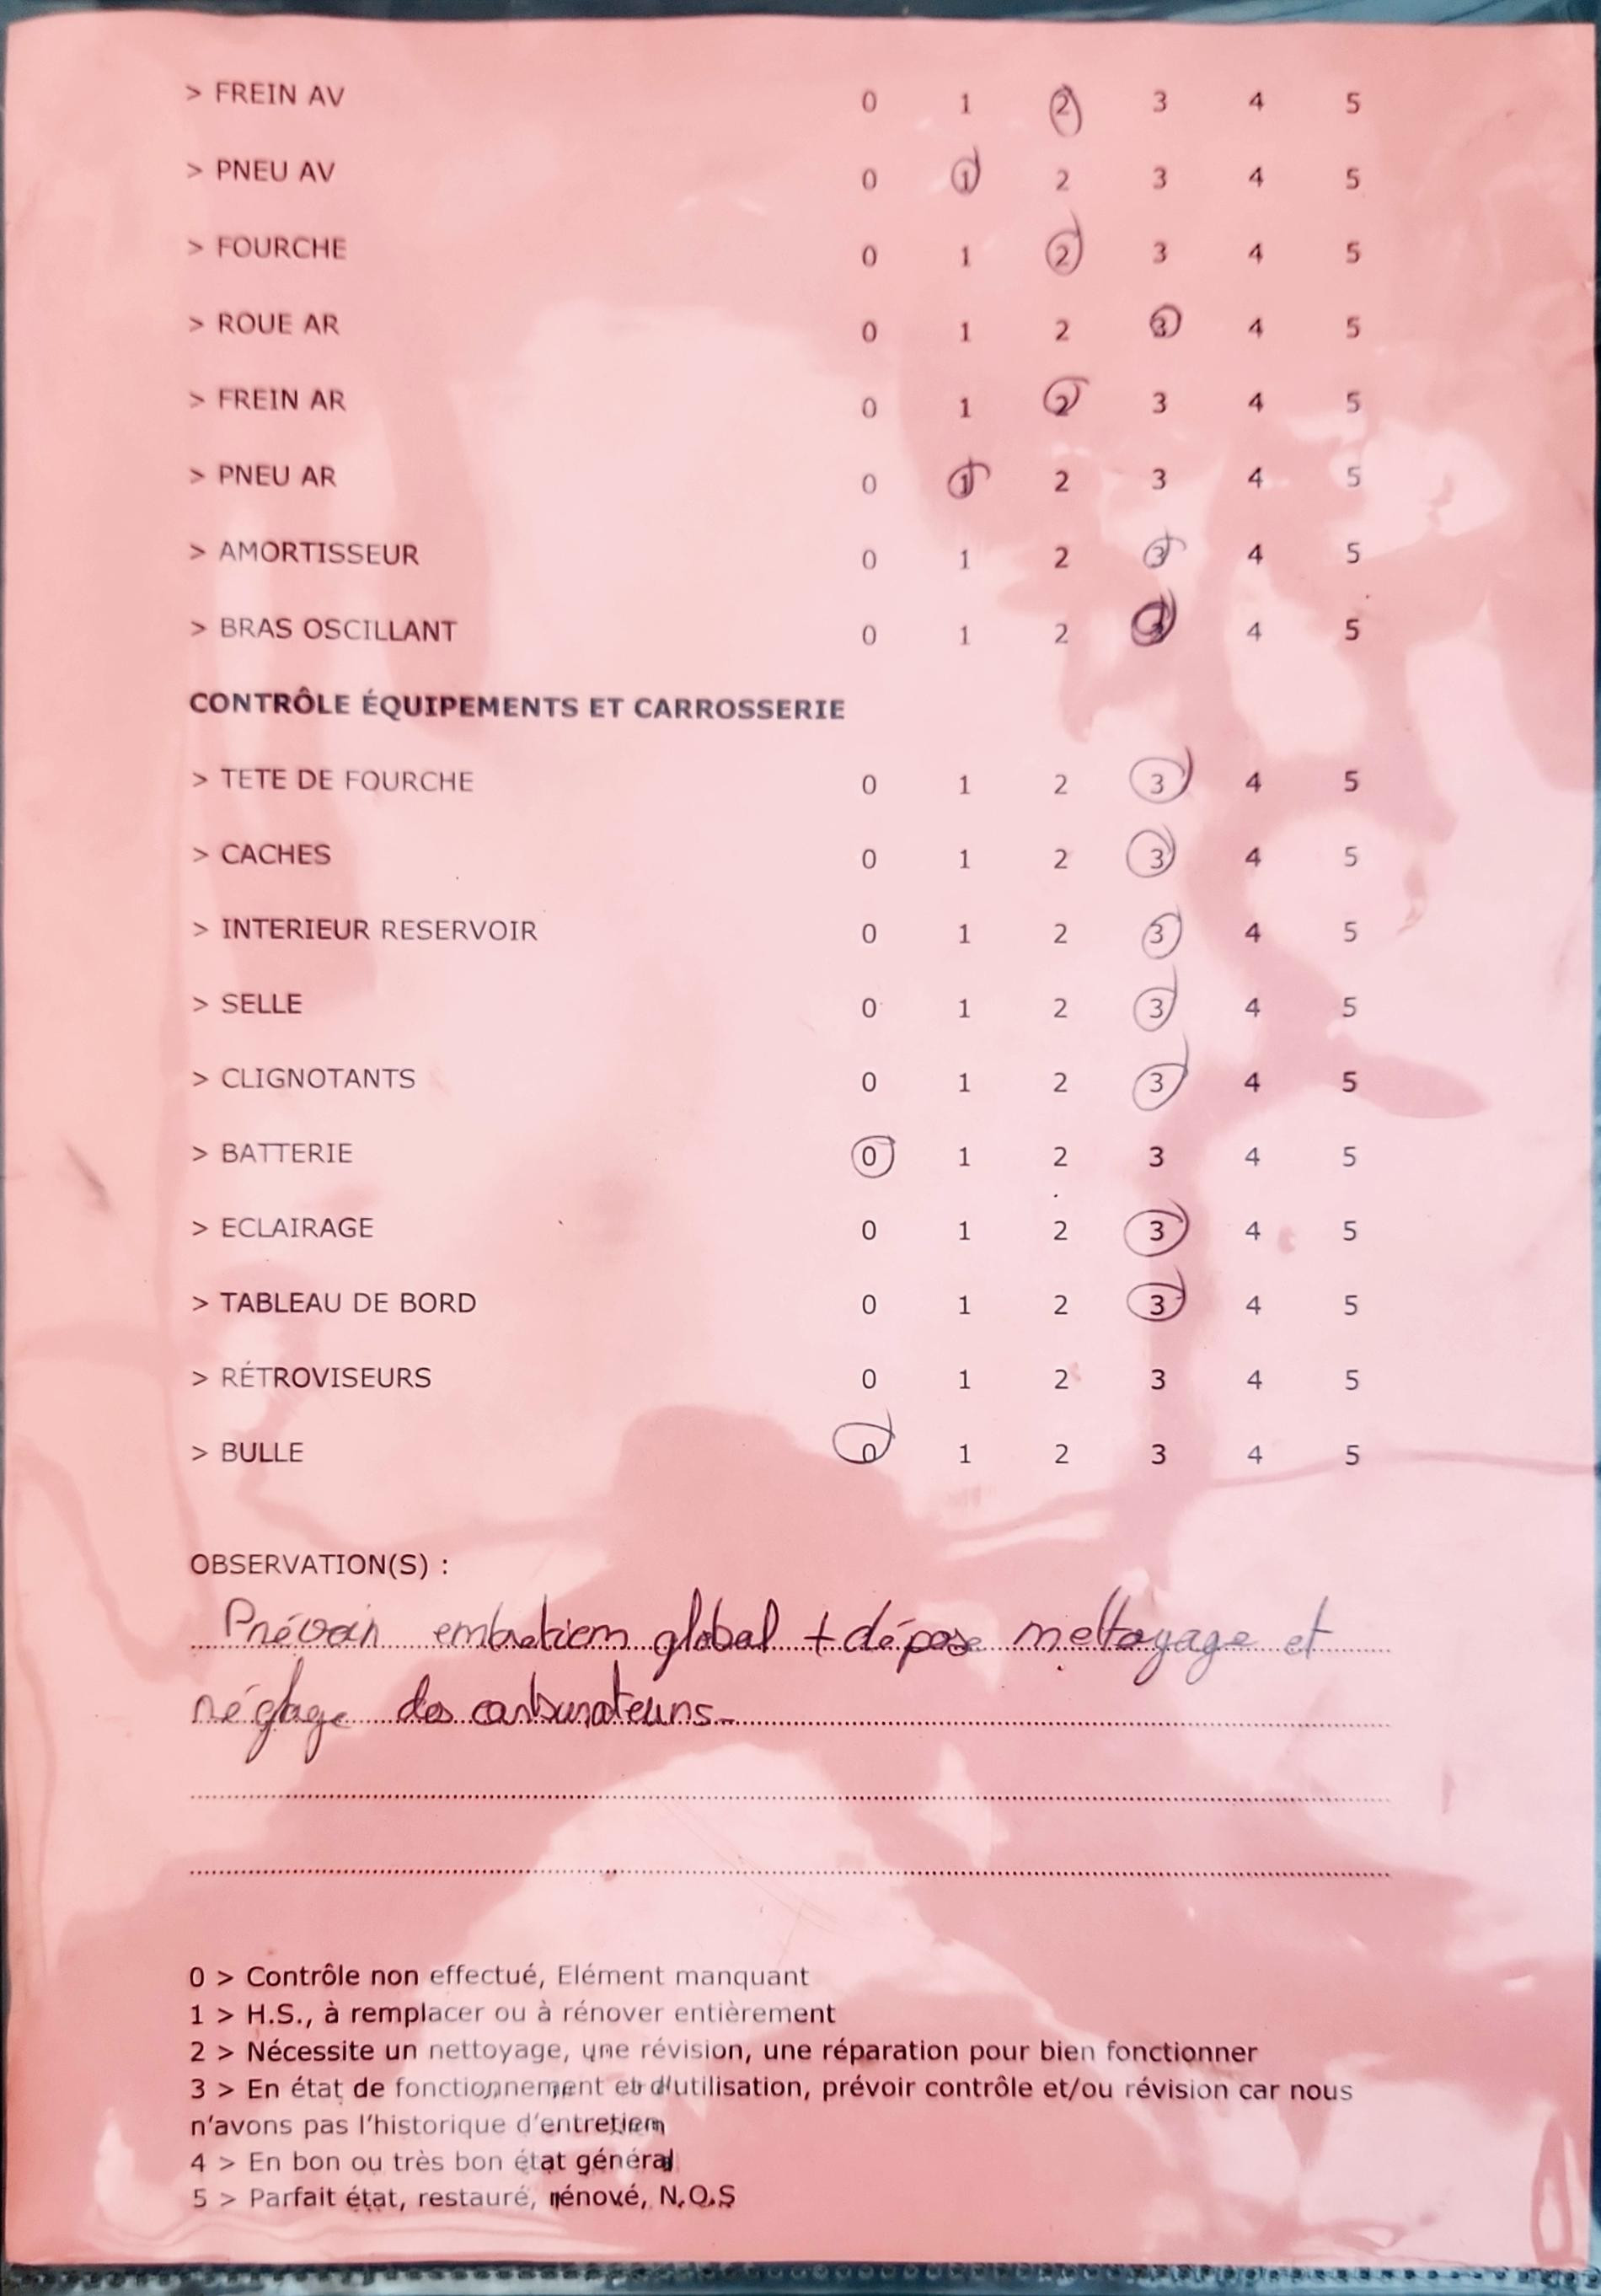 > FREIN AV 0 1 2 3 4 5
> PNEU AV 0 1 2 3 4 5
> FOURCHE 0 1 2 3 4 5
> ROUE AR 0 1 2 3 4 5
> FREIN AR 0 1 2 3 4 5
> PNEU AR 0 1 2 3 4 5
> AMORTISSEUR 0 1 2 3 4 5
> BRAS OSCILLANT 0 1 2 3 4 5
CONTRÔLE ÉQUIPEMENTS ET CARROSSERIE
> TETE DE FOURCHE 0 1 2 3 4 5
> CACHES 0 1 2 3 4 5
> INTERIEUR RESERVOIR 0 1 2 3 4 5
> SELLE 0 1 2 3 4 5
> CLIGNOTANTS 0 1 2 3 4 5
> BATTERIE 0 1 2 3 4 5
> ECLAIRAGE 0 1 2 3 4 5
> TABLEAU DE BORD 0 1 2 3 4 5
> RÉTROVISEURS 0 1 2 3 4 5
> BULLE 0 1 2 3 4 5
OBSERVATION(S) :
Prévoir entretien global + dépose nettoyage et
réglage des carburateurs-
0 > Contrôle non effectué, Elément manquant
1 > H.S., à remplacer ou à rénover entièrement
2 > Nécessite un nettoyage, une révision, une réparation pour bien fonctionner
3 > En état de fonctionnement et d'utilisation, prévoir contrôle et/ou révision car nous
n'avons pas l'historique d'entretien
4 > En bon ou très bon état général
5 > Parfait état, restauré, rénové, N.O.S